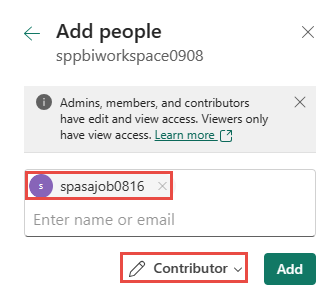 Add people
sppbiworkspace0908
Admins, members, and contributors
have edit and view access. Viewers only
have view access. Learn more
s spasajob0816
Enter name or email
Contributor
Add